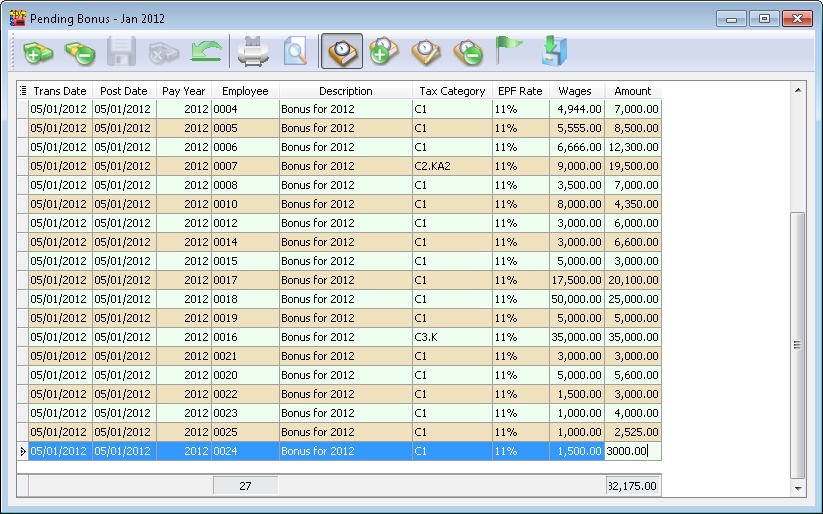 Pending Bonus - Jan 2012
Trans Date Post Date Pay Year Employee Description Tax Category EPF Rate Wages Amount
05/01/2012 05/01/2012 2012 0004 Bonus for 2012 C1 11% 4,944.00 7,000.00
05/01/2012 05/01/2012 2012 0005 Bonus for 2012 C1 11% 5,555.00 8,500.00
05/01/2012 05/01/2012 2012 0006 Bonus for 2012 C1 11% 6,666.00 12,300.00
05/01/2012 05/01/2012 2012 0007 Bonus for 2012 C2.KA2 11% 9,000.00 19,500.00
05/01/2012 05/01/2012 2012 0008 Bonus for 2012 C1 11% 3,500.00 7,000.00
05/01/2012 05/01/2012 2012 0010 Bonus for 2012 C1 11% 8,000.00 4,350.00
05/01/2012 05/01/2012 2012 0012 Bonus for 2012 C1 11% 3,000.00 6,000.00
05/01/2012 05/01/2012 2012 0014 Bonus for 2012 C1 11% 3,000.00 6,600.00
05/01/2012 05/01/2012 2012 0015 Bonus for 2012 C1 11% 5,000.00 3,000.00
05/01/2012 05/01/2012 2012 0017 Bonus for 2012 C1 11% 17,500.00 20,100.00
05/01/2012 05/01/2012 2012 0018 Bonus for 2012 C1 11% 50,000.00 25,000.00
05/01/2012 05/01/2012 2012 0019 Bonus for 2012 C1 11% 5,000.00 5,000.00
05/01/2012 05/01/2012 2012 0016 Bonus for 2012 C3.K 11% 35,000.00 35,000.00
05/01/2012 05/01/2012 2012 0021 Bonus for 2012 C1 11% 3,000.00 3,000.00
05/01/2012 05/01/2012 2012 0020 Bonus for 2012 C1 11% 5,000.00 5,600.00
05/01/2012 05/01/2012 2012 0022 Bonus for 2012 C1 11% 1,500.00 3,000.00
05/01/2012 05/01/2012 2012 0023 Bonus for 2012 C1 11% 1,000.00 4,000.00
05/01/2012 05/01/2012 2012 0025 Bonus for 2012 C1 11% 1,000.00 2,525.00
05/01/2012 05/01/2012 2012 0024 Bonus for 2012 C1 11% 1,500.00 3000.00
27 32,175.00